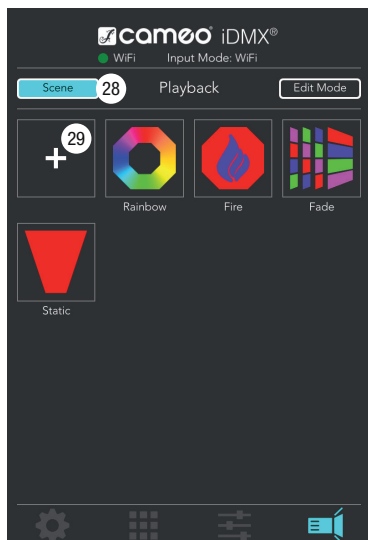 cameo iDMX®
WiFi Input Mode: WiFi
Scene 28 Playback Edit Mode
+ 29
Rainbow Fire Fade
Static